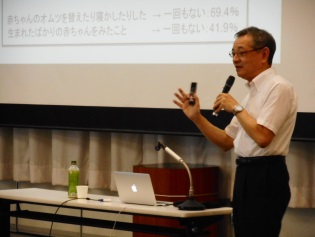 赤ちゃんのオムツを替えたり寝かしたりした → 一回もない：69.4%
生まれたばかりの赤ちゃんをみたこと → 一回もない：41.9%